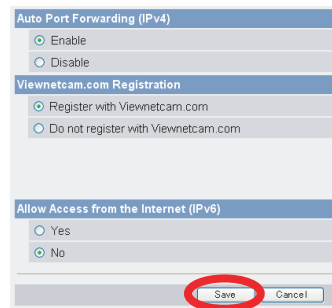 Auto Port Forwarding (IPv4)
Enable
Disable
Viewnetcam.com Registration
Register with Viewnetcam.com
Do not register with Viewnetcam.com
Allow Access from the Internet (IPv6)
Yes
No
Save Cancel